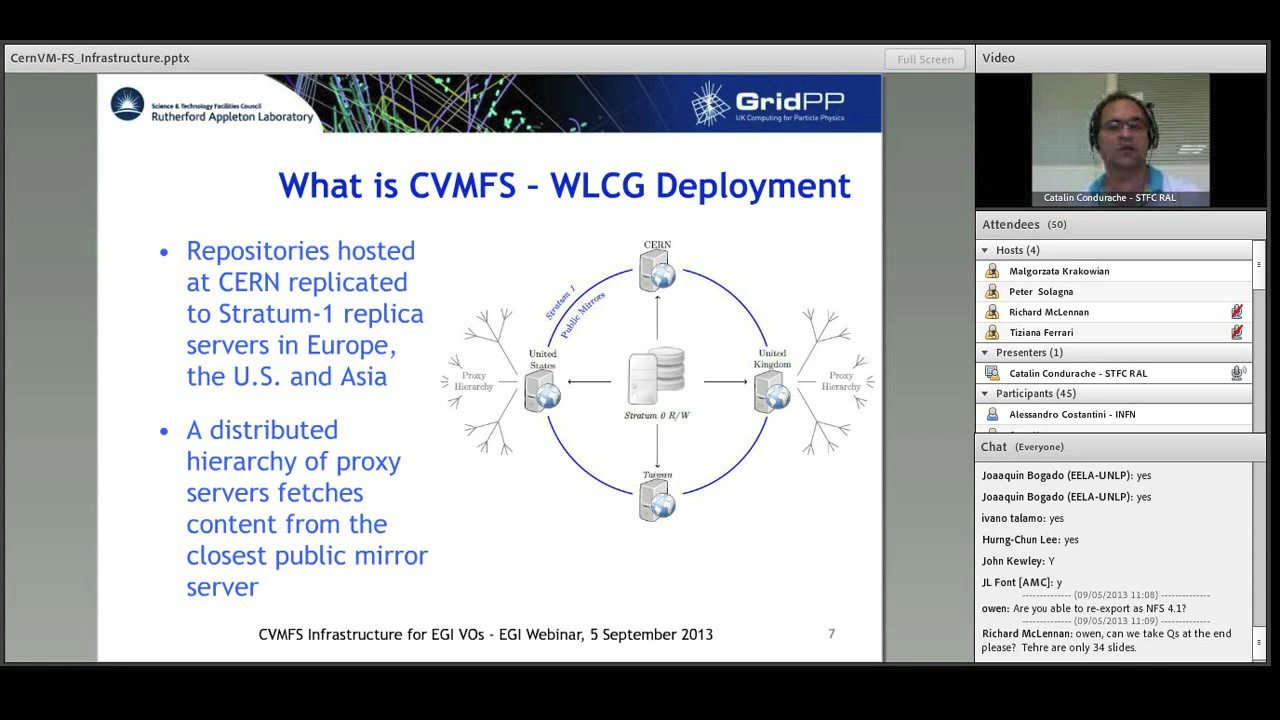 CernVM-FS_Infrastructure.pptx
Full Screen
Science & Technology Facilities Council
Rutherford Appleton Laboratory
GridPP
UK Computing for Particle Physics
What is CVMFS – WLCG Deployment
• Repositories hosted
at CERN replicated
to Stratum-1 replica
servers in Europe,
the U.S. and Asia
• A distributed
hierarchy of proxy
servers fetches
content from the
closest public mirror
server
CERN
Stratum 1
Public Mirrors
United
States
United
Kingdom
Proxy
Hierarchy
Proxy
Hierarchy
Stratum 0 R/W
Taiwan
CVMFS Infrastructure for EGI VOs - EGI Webinar, 5 September 2013
7
Video
Catalin Condurache - STFC RAL
Attendees (50)
Hosts (4)
Malgorzata Krakowian
Peter Solagna
Richard McLennan
Tiziana Ferrari
Presenters (1)
Catalin Condurache - STFC RAL
Participants (45)
Alessandro Costantini - INFN
Chat (Everyone)
Joaaquin Bogado (EELA-UNLP): yes
Joaaquin Bogado (EELA-UNLP): yes
ivano talamo: yes
Hurng-Chun Lee: yes
John Kewley: Y
JL Font [AMC]: y
-------------- (09/05/2013 11:08) --------------
owen: Are you able to re-export as NFS 4.1?
-------------- (09/05/2013 11:09) --------------
Richard McLennan: owen, can we take Qs at the end
please? Tehre are only 34 slides.